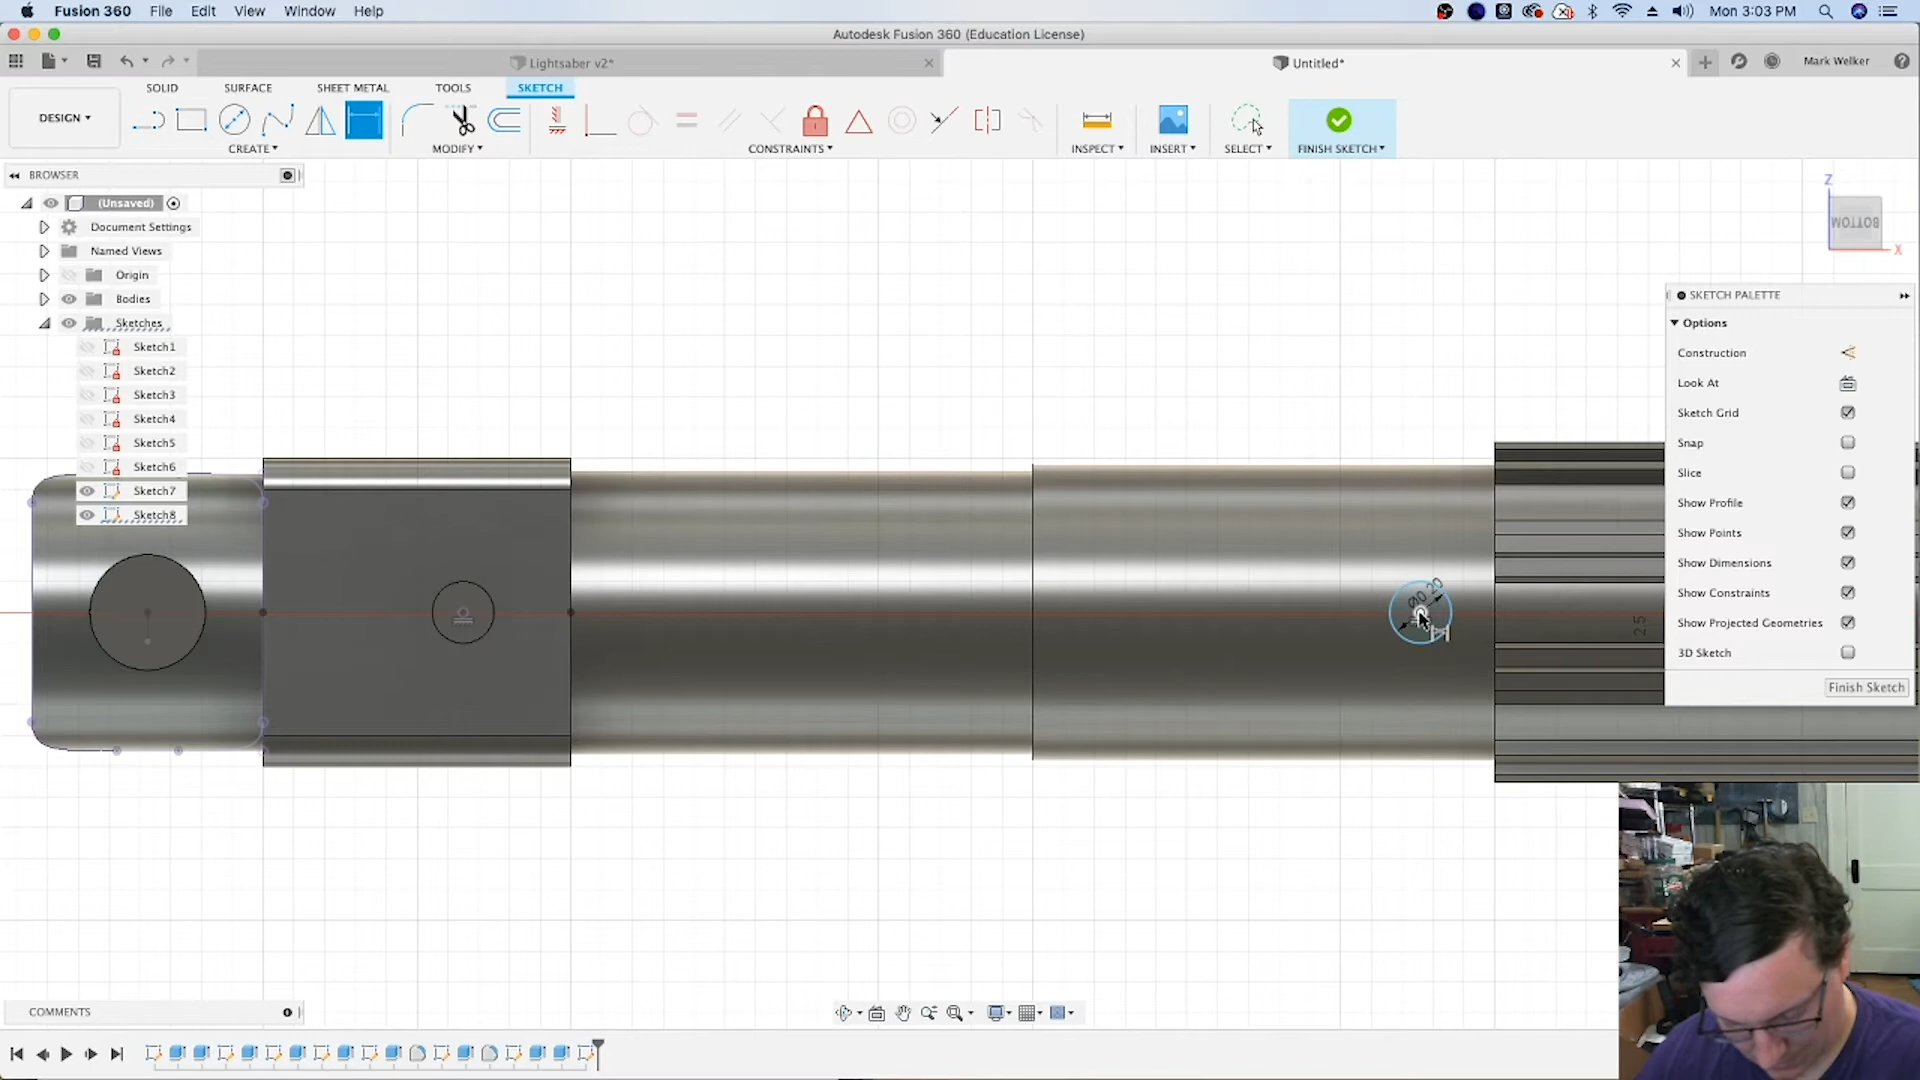 Fusion 360 File Edit View Window Help Mon 3:03 PM
Autodesk Fusion 360 (Education License)
Lightsaber v2* Untitled* Mark Welker
SOLID SURFACE SHEET METAL TOOLS SKETCH
DESIGN
CREATE MODIFY CONSTRAINTS INSPECT INSERT SELECT FINISH SKETCH
BROWSER
(Unsaved)
Document Settings
Named Views
Origin
Bodies
Sketches
Sketch1
Sketch2
Sketch3
Sketch4
Sketch5
Sketch6
Sketch7
Sketch8
Z
BOTTOM
X
SKETCH PALETTE
Options
Construction
Look At
Sketch Grid
Snap
Slice
Show Profile
Show Points
Show Dimensions
Show Constraints
Show Projected Geometries
3D Sketch
Finish Sketch
Ø0.20
2.5
COMMENTS